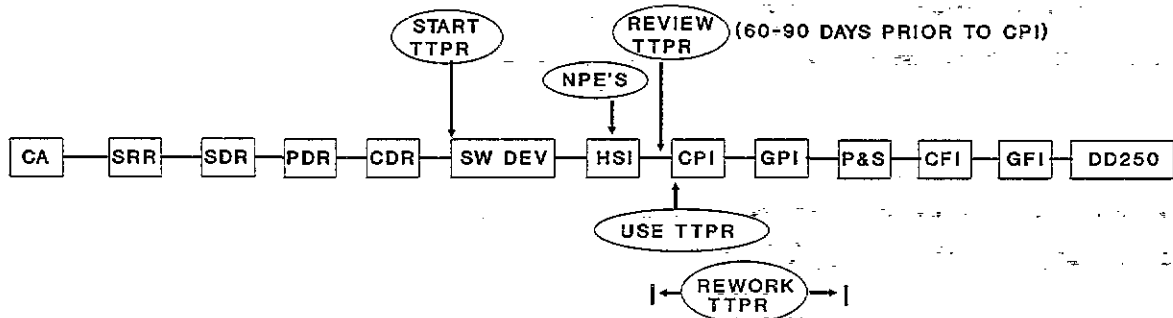 START
TTPR
REVIEW
TTPR
(60-90 DAYS PRIOR TO CPI)
NPE'S
CA
SRR
SDR
PDR
CDR
SW DEV
HSI
CPI
GPI
P&S
CFI
GFI
DD250
USE TTPR
REWORK
TTPR